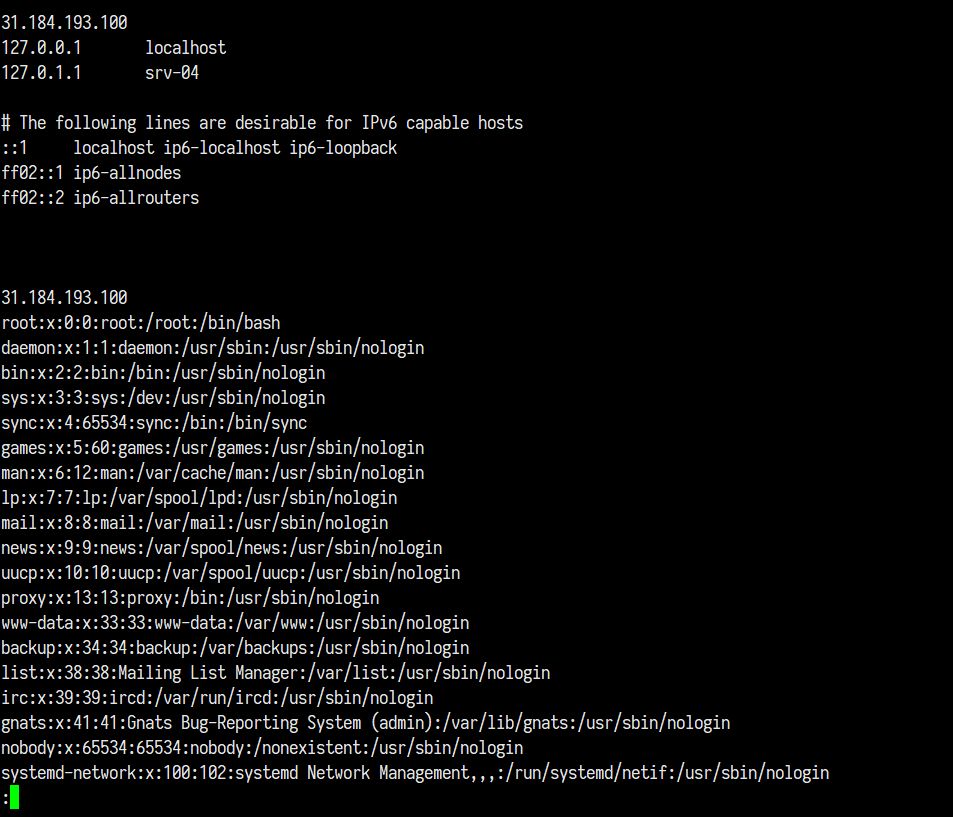 31.184.193.100
127.0.0.1       localhost
127.0.1.1       srv-04
# The following lines are desirable for IPv6 capable hosts
::1     localhost ip6-localhost ip6-loopback
ff02::1 ip6-allnodes
ff02::2 ip6-allrouters
31.184.193.100
root:x:0:0:root:/root:/bin/bash
daemon:x:1:1:daemon:/usr/sbin:/usr/sbin/nologin
bin:x:2:2:bin:/bin:/usr/sbin/nologin
sys:x:3:3:sys:/dev:/usr/sbin/nologin
sync:x:4:65534:sync:/bin:/bin/sync
games:x:5:60:games:/usr/games:/usr/sbin/nologin
man:x:6:12:man:/var/cache/man:/usr/sbin/nologin
lp:x:7:7:lp:/var/spool/lpd:/usr/sbin/nologin
mail:x:8:8:mail:/var/mail:/usr/sbin/nologin
news:x:9:9:news:/var/spool/news:/usr/sbin/nologin
uucp:x:10:10:uucp:/var/spool/uucp:/usr/sbin/nologin
proxy:x:13:13:proxy:/bin:/usr/sbin/nologin
www-data:x:33:33:www-data:/var/www:/usr/sbin/nologin
backup:x:34:34:backup:/var/backups:/usr/sbin/nologin
list:x:38:38:Mailing List Manager:/var/list:/usr/sbin/nologin
irc:x:39:39:ircd:/var/run/ircd:/usr/sbin/nologin
gnats:x:41:41:Gnats Bug-Reporting System (admin):/var/lib/gnats:/usr/sbin/nologin
nobody:x:65534:65534:nobody:/nonexistent:/usr/sbin/nologin
systemd-network:x:100:102:systemd Network Management,,,:/run/systemd/netif:/usr/sbin/nologin
: